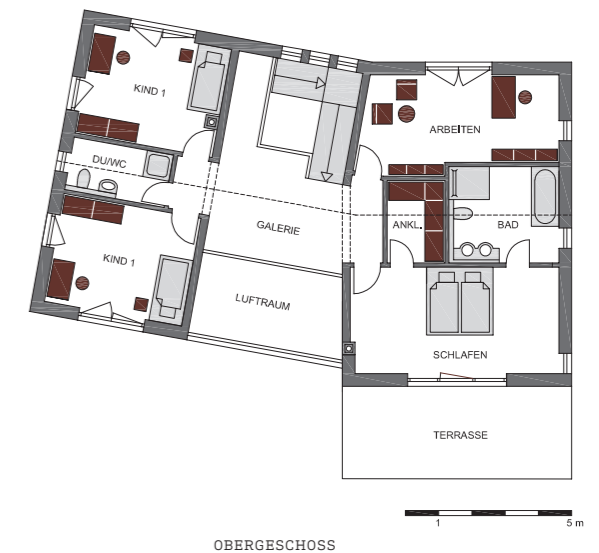 KIND 1
ARBEITEN
DU/WC
GALERIE
ANKL.
BAD
KIND 1
LUFTRAUM
SCHLAFEN
TERRASSE
1 5 m
OBERGESCHOSS